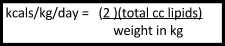 kcals/kg/day = (2 )(total cc lipids)
weight in kg